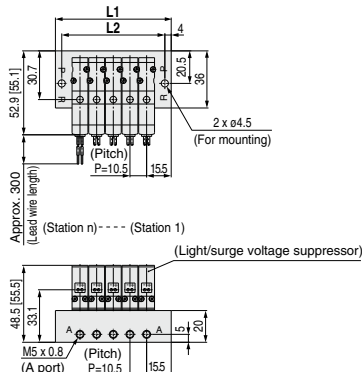 L1
L2
4
30.7
52.9 [55.1]
P
R
P
R
20.5
36
2 x ø4.5
(For mounting)
Approx. 300
(Lead wire length)
(Pitch)
P=10.5
15.5
(Station n)---- (Station 1)
(Light/surge voltage suppressor)
48.5 [55.5]
33.1
A
A
5
20
M5 x 0.8
(A port)
(Pitch)
P=10.5
15.5